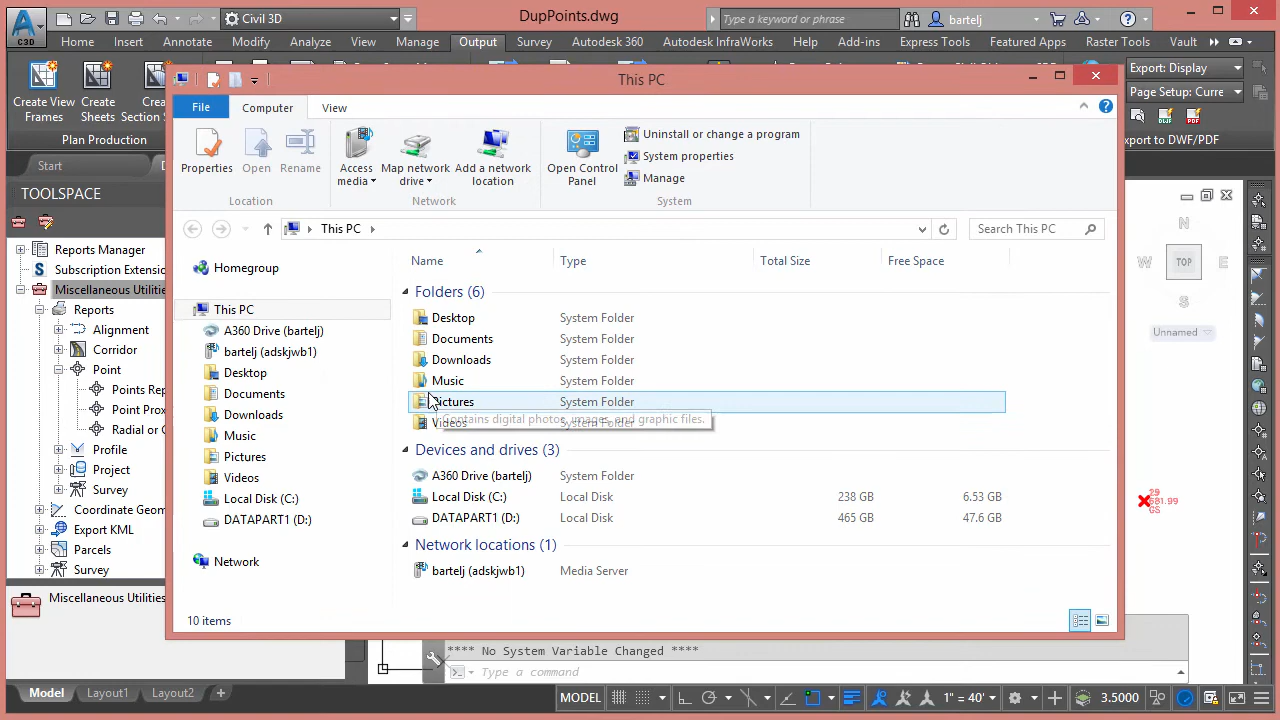 Civil 3D
DupPoints.dwg
Type a keyword or phrase
bartelj
C3D
Home Insert Annotate Modify Analyze View Manage Output Survey Autodesk 360 Autodesk InfraWorks Help Add-ins Express Tools Featured Apps Raster Tools Vault
Create View Frames
Create Sheets
Section
Plan Production
Export: Display
Page Setup: Curre
Export to DWF/PDF
This PC
File Computer View
Properties
Open
Rename
Location
Access media
Map network drive
Add a network location
Network
Open Control Panel
Uninstall or change a program
System properties
Manage
System
This PC
Search This PC
Start
TOOLSPACE
Reports Manager
Subscription Extensio
Miscellaneous Utilitie
Reports
Alignment
Corridor
Point
Points Rep
Point Prox
Radial or
Profile
Project
Survey
Coordinate Geom
Export KML
Parcels
Survey
Miscellaneous Utilities
Homegroup
This PC
A360 Drive (bartelj)
bartelj (adskjwb1)
Desktop
Documents
Downloads
Music
Pictures
Videos
Local Disk (C:)
DATAPART1 (D:)
Network
Name Type Total Size Free Space
Folders (6)
Desktop System Folder
Documents System Folder
Downloads System Folder
Music System Folder
Pictures System Folder
Contains digital photos, images, and graphic files.
Videos System Folder
Devices and drives (3)
A360 Drive (bartelj) System Folder
Local Disk (C:) Local Disk 238 GB 6.53 GB
DATAPART1 (D:) Local Disk 465 GB 47.6 GB
Network locations (1)
bartelj (adskjwb1) Media Server
10 items
N
W TOP E
S
Unnamed
29
GS
**** No System Variable Changed ****
Type a command
Model Layout1 Layout2 +
MODEL 1" = 40' 3.5000